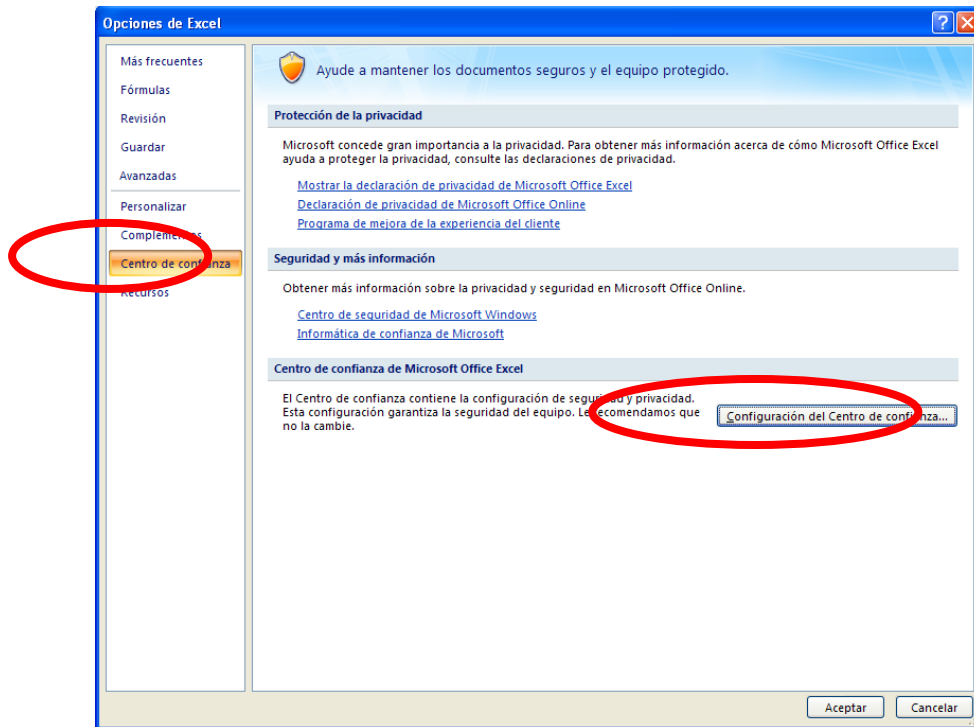 Opciones de Excel
Más frecuentes
Fórmulas
Revisión
Guardar
Avanzadas
Personalizar
Complementos
Centro de confianza
Recursos
Ayude a mantener los documentos seguros y el equipo protegido.
Protección de la privacidad
Microsoft concede gran importancia a la privacidad. Para obtener más información acerca de cómo Microsoft Office Excel
ayuda a proteger la privacidad, consulte las declaraciones de privacidad.
Mostrar la declaración de privacidad de Microsoft Office Excel
Declaración de privacidad de Microsoft Office Online
Programa de mejora de la experiencia del cliente
Seguridad y más información
Obtener más información sobre la privacidad y seguridad en Microsoft Office Online.
Centro de seguridad de Microsoft Windows
Informática de confianza de Microsoft
Centro de confianza de Microsoft Office Excel
El Centro de confianza contiene la configuración de seguridad y privacidad.
Esta configuración garantiza la seguridad del equipo. Le recomendamos que
no la cambie.
Configuración del Centro de confianza...
Aceptar
Cancelar